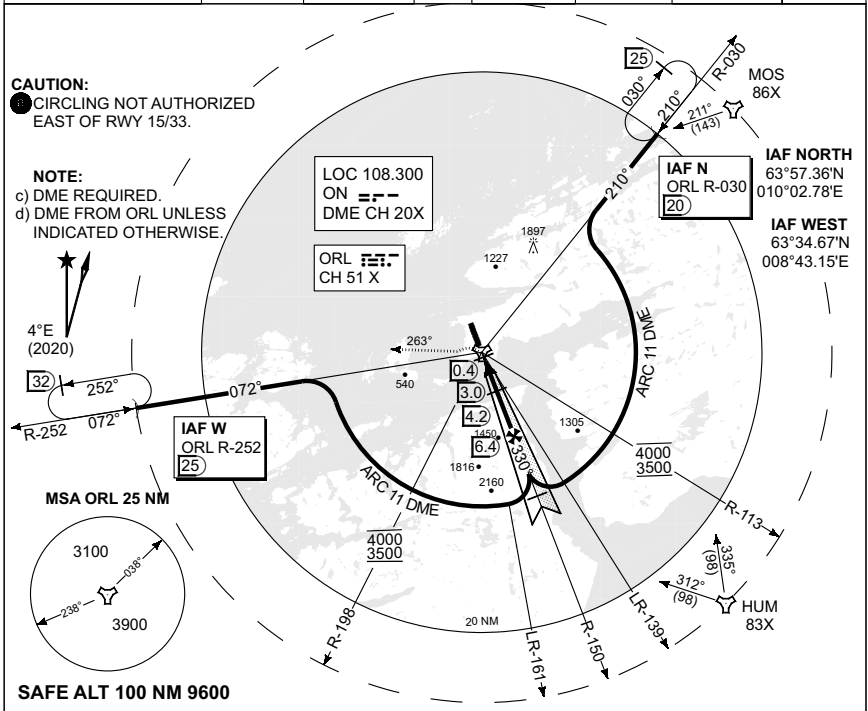 CAUTION:
CIRCLING NOT AUTHORIZED
EAST OF RWY 15/33.
NOTE:
c) DME REQUIRED.
d) DME FROM ORL UNLESS
INDICATED OTHERWISE.
4°E
(2020)
LOC 108.300
ON
DME CH 20X
ORL
CH 51 X
25
030°
210°
R-030
MOS
86X
211°
(143)
IAF N
ORL R-030
20
IAF NORTH
63°57.36'N
010°02.78'E
IAF WEST
63°34.67'N
008°43.15'E
210°
1897
1227
263°
540
ARC 11 DME
32
252°
072°
R-252
072°
IAF W
ORL R-252
25
0.4
3.0
4.2
1450
6.4
330°
1816
2160
1305
ARC 11 DME
4000
3500
R-113
4000
3500
R-198
20 NM
LR-161
R-150
LR-139
335°
(98)
312°
(98)
HUM
83X
MSA ORL 25 NM
3100
038°
238°
3900
SAFE ALT 100 NM 9600